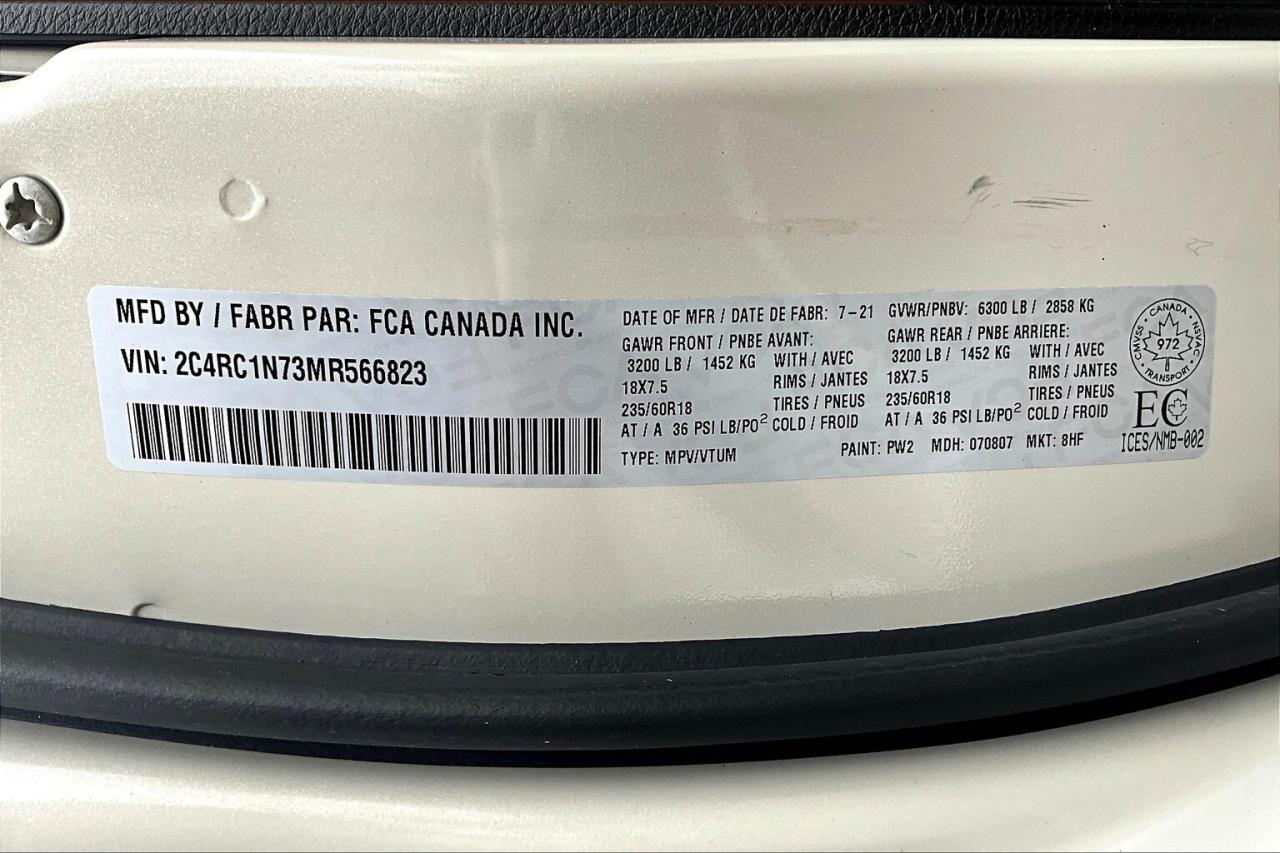 MFD BY / FABR PAR: FCA CANADA INC.
VIN: 2C4RC1N73MR566823
DATE OF MFR / DATE DE FABR: 7-21
GAWR FRONT / PNBE AVANT:
3200 LB / 1452 KG WITH / AVEC
18X7.5 RIMS / JANTES
235/60R18 TIRES / PNEUS
AT / A 36 PSI LB/PO² COLD / FROID
TYPE: MPV/VTUM
GVWR/PNBV: 6300 LB / 2858 KG
GAWR REAR / PNBE ARRIERE:
3200 LB / 1452 KG WITH / AVEC
18X7.5 RIMS / JANTES
235/60R18 TIRES / PNEUS
AT / A 36 PSI LB/PO² COLD / FROID
PAINT: PW2 MDH: 070807 MKT: 8HF
CANADA
CMVSS 972 NSVAC
TRANSPORT
EC
ICES/NMB-002